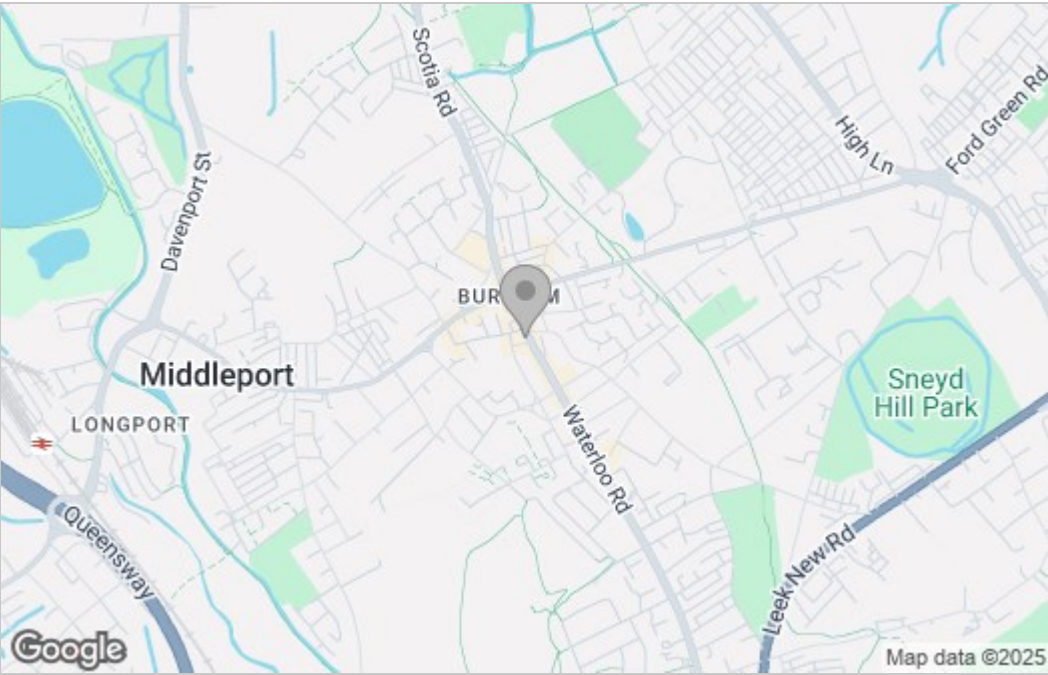 Scotia Rd
High Ln
Ford Green Rd
Davenport St
BUR M
Middleport
Sneyd
Hill Park
LONGPORT
Waterloo Rd
Queensway
Leek New Rd
Google
Map data ©2025